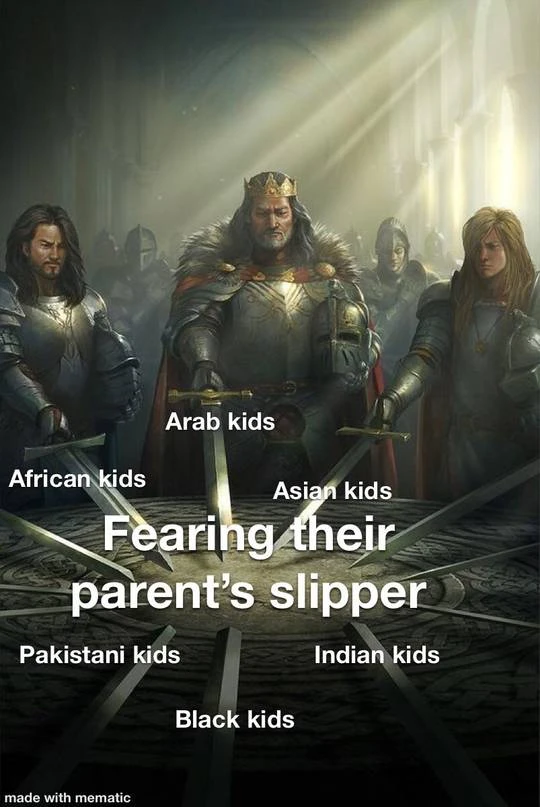 Arab kids
African kids
Asian kids
Fearing their
parent’s slipper
Pakistani kids
Indian kids
Black kids
made with mematic